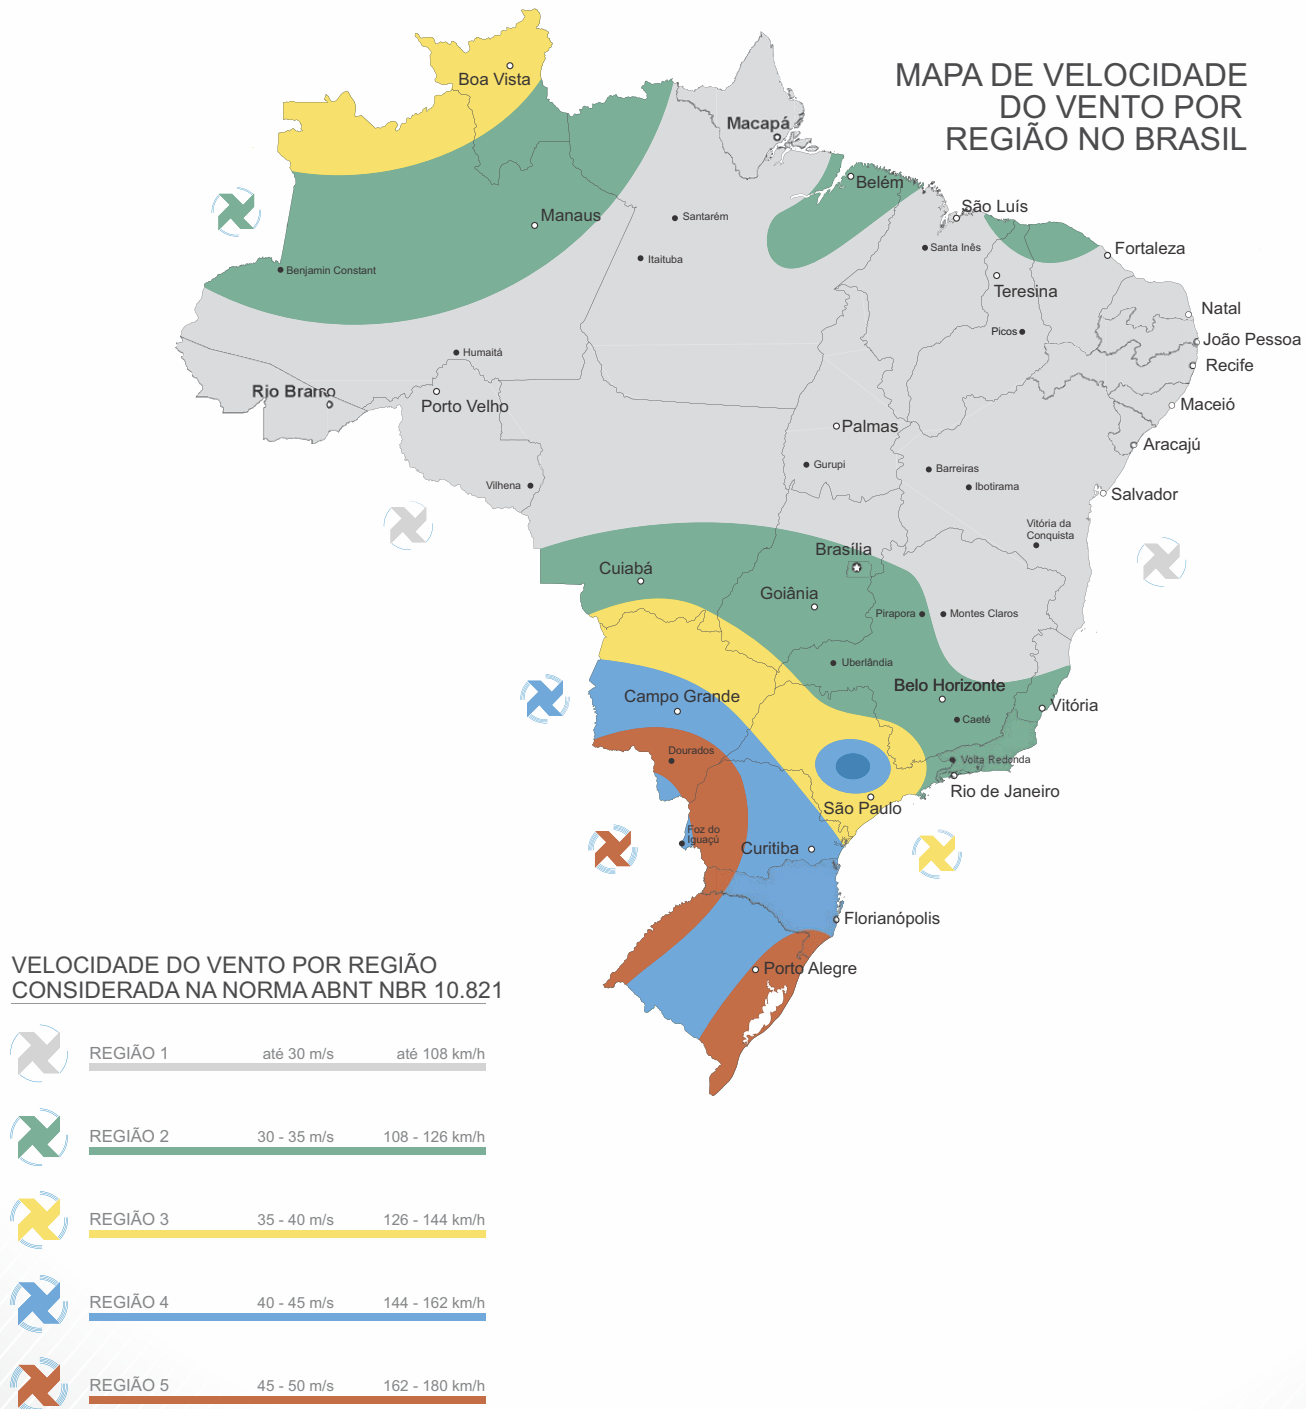 MAPA DE VELOCIDADE
DO VENTO POR
REGIÃO NO BRASIL
Boa Vista
Macapá
Belém
São Luís
Manaus
Santarém
Fortaleza
Santa Inês
Itaituba
Benjamin Constant
Teresina
Natal
Picos
João Pessoa
Humaitá
Recife
Rio Branco
Porto Velho
Maceió
Palmas
Aracajú
Gurupi
Barreiras
Vilhena
Ibotirama
Salvador
Vitória da
Conquista
Brasília
Cuiabá
Goiânia
Pirapora
Montes Claros
Uberlândia
Belo Horizonte
Campo Grande
Vitória
Caeté
Dourados
Volta Redonda
Rio de Janeiro
São Paulo
Foz do
Iguaçú
Curitiba
Florianópolis
Porto Alegre
VELOCIDADE DO VENTO POR REGIÃO
CONSIDERADA NA NORMA ABNT NBR 10.821
REGIÃO 1 até 30 m/s até 108 km/h
REGIÃO 2 30 - 35 m/s 108 - 126 km/h
REGIÃO 3 35 - 40 m/s 126 - 144 km/h
REGIÃO 4 40 - 45 m/s 144 - 162 km/h
REGIÃO 5 45 - 50 m/s 162 - 180 km/h